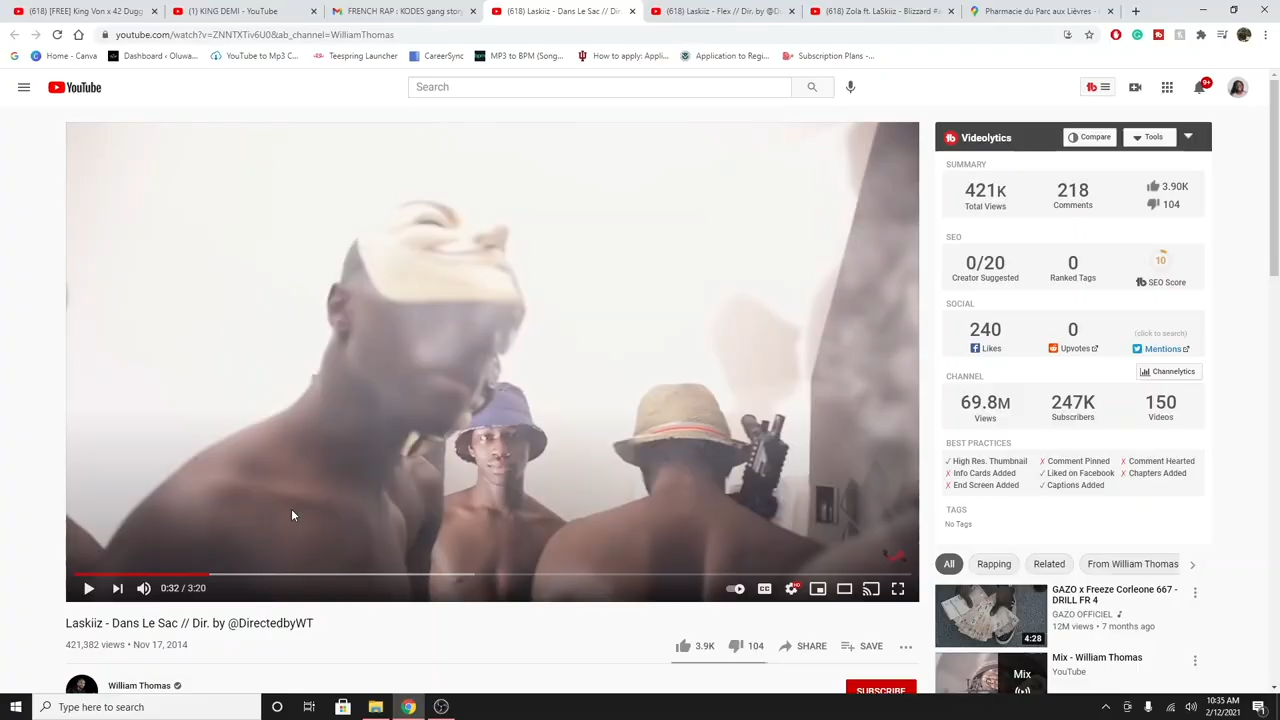 (618) [FREE] King Von x 42 Dugg
(1) KING DEMI - YouTube
FRENCH RAP : KODES gang story
(618) Laskiiz - Dans Le Sac // Dir.
(618) Laskiiz - Flex // Dir. by @D
(618) Zola ft. LaSkiiz - Blizzard #
Pharmacie du Parc aux Lièvres - G
youtube.com/watch?v=ZNNTXTiv6U0&ab_channel=WilliamThomas
Home - Canva
Dashboard ‹ Oluwa...
YouTube to Mp3 C...
Teespring Launcher
CareerSync
MP3 to BPM (Song...
How to apply: Appli...
Application to Regi...
Subscription Plans -...
YouTube
Search
9+
Videolytics
Compare
Tools
SUMMARY
421K
Total Views
218
Comments
3.90K
104
SEO
0/20
Creator Suggested
0
Ranked Tags
10
SEO Score
SOCIAL
240
Likes
0
Upvotes
(click to search)
Mentions
CHANNEL
Channelytics
69.8M
Views
247K
Subscribers
150
Videos
BEST PRACTICES
✓ High Res. Thumbnail
✗ Comment Pinned
✗ Comment Hearted
✗ Info Cards Added
✓ Liked on Facebook
✗ Chapters Added
✗ End Screen Added
✓ Captions Added
TAGS
No Tags
All
Rapping
Related
From William Thomas
0:32 / 3:20
CC
HD
Laskiiz - Dans Le Sac // Dir. by @DirectedbyWT
421,382 views • Nov 17, 2014
3.9K
104
SHARE
SAVE
William Thomas
SUBSCRIBE
GAZO x Freeze Corleone 667 -
DRILL FR 4
GAZO OFFICIEL
12M views • 7 months ago
4:28
Mix - William Thomas
YouTube
Mix
Type here to search
10:35 AM
2/12/2021